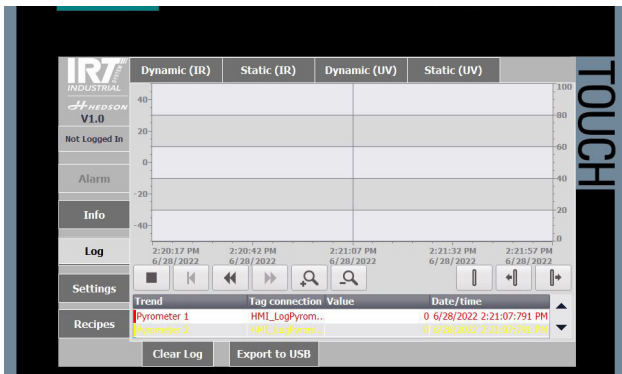 IRT SYSTEM
INDUSTRIAL
HEDSON
V1.0
Not Logged In
Alarm
Info
Log
Settings
Recipes
Dynamic (IR) Static (IR) Dynamic (UV) Static (UV)
40
20
0
-20
-40
100
80
60
40
20
0
2:20:17 PM 2:20:42 PM 2:21:07 PM 2:21:32 PM 2:21:57 PM
6/28/2022 6/28/2022 6/28/2022 6/28/2022 6/28/2022
Trend Tag connection Value Date/time
Pyrometer 1 HMI_LogPyrom... 0 6/28/2022 2:21:07:791 PM
Pyrometer 2 HMI_LogPyrom... 0 6/28/2022 2:21:07:791 PM
Clear Log Export to USB
TOUCH